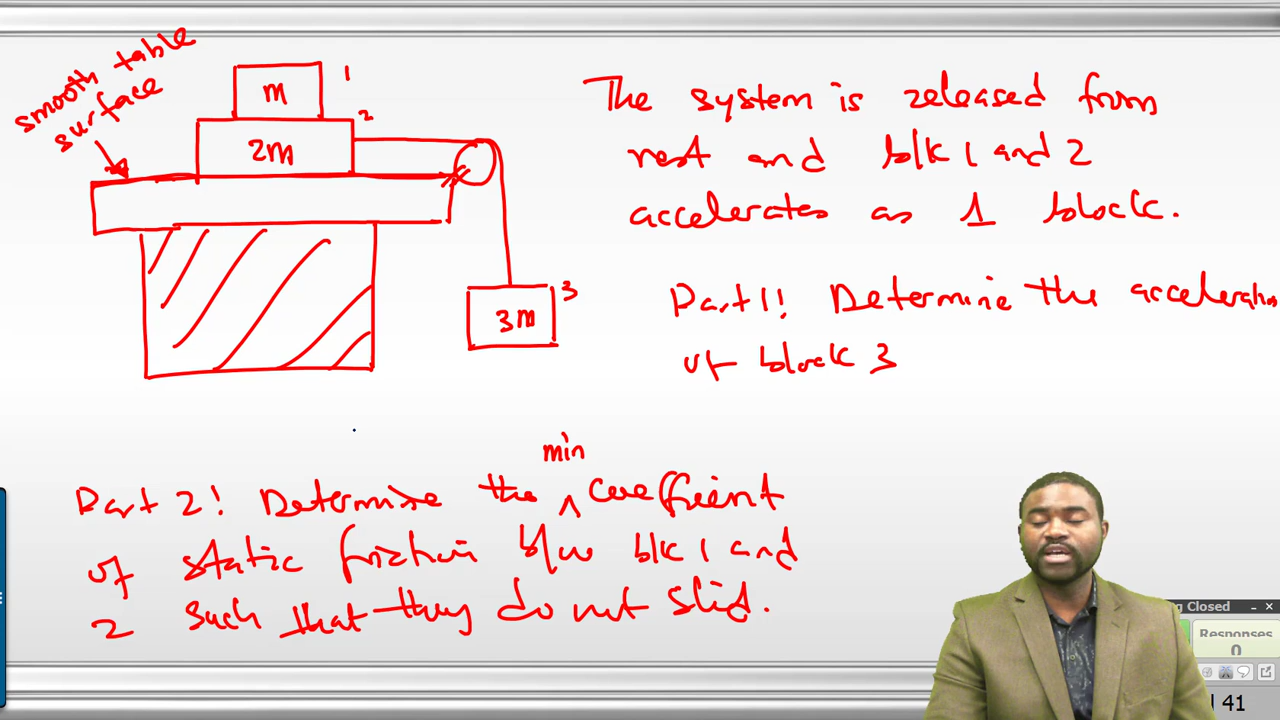 smooth table
surface
m
1
2m
2
3m
3
The system is released from
rest and blk 1 and 2
accelerates as 1 block.
Part 1! Determine the acceleration
of block 3
min
Part 2! Determine the ^ coefficient
of static friction b/w blk 1 and
2 such that they do not slid.
g Closed
Responses
0
41